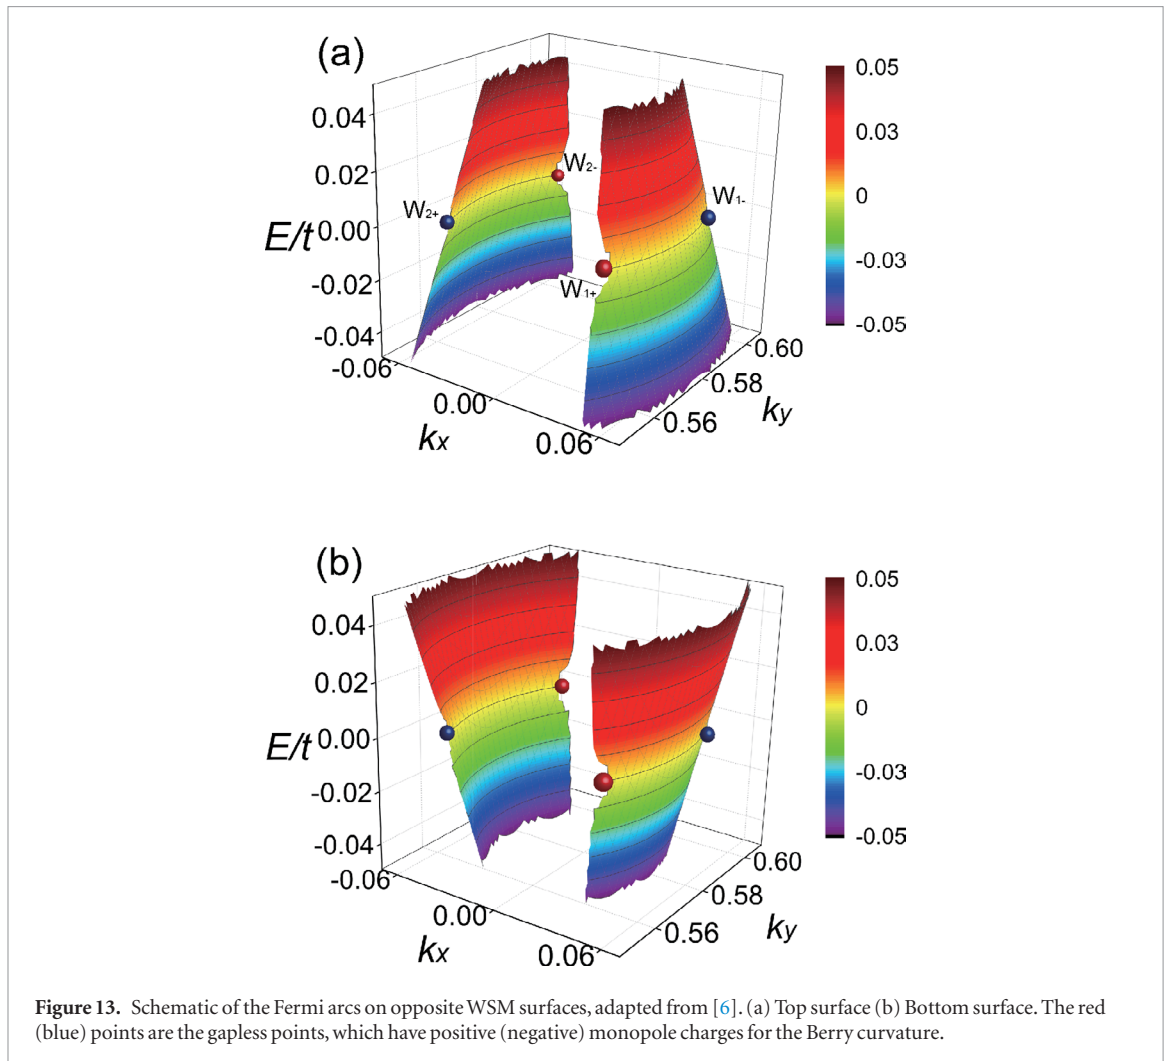 (a)
0.04
0.02
E/t 0.00
-0.02
-0.04
-0.06
0.00
0.06
kx
0.56
0.58
0.60
ky
W2+
W2-
W1+
W1-
0.05
0.03
0
-0.03
-0.05
(b)
0.04
0.02
E/t 0.00
-0.02
-0.04
-0.06
0.00
0.06
kx
0.56
0.58
0.60
ky
0.05
0.03
0
-0.03
-0.05
Figure 13. Schematic of the Fermi arcs on opposite WSM surfaces, adapted from [6]. (a) Top surface (b) Bottom surface. The red
(blue) points are the gapless points, which have positive (negative) monopole charges for the Berry curvature.